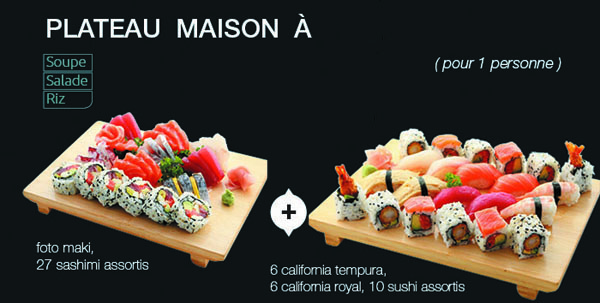 PLATEAU MAISON À
Soupe
Salade
Riz
( pour 1 personne )
+
foto maki,
27 sashimi assortis
6 california tempura,
6 california royal, 10 sushi assortis